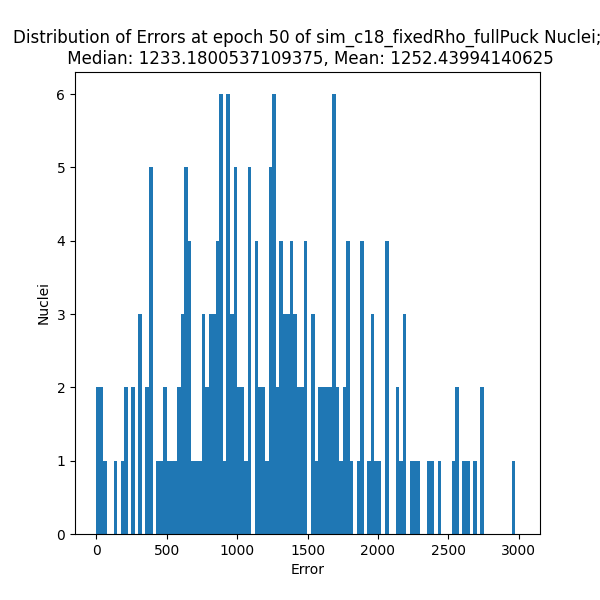 Distribution of Errors at epoch 50 of sim_c18_fixedRho_fullPuck Nuclei;
Median: 1233.1800537109375, Mean: 1252.43994140625
6
5
4
3
2
1
0
Nuclei
0 500 1000 1500 2000 2500 3000
Error